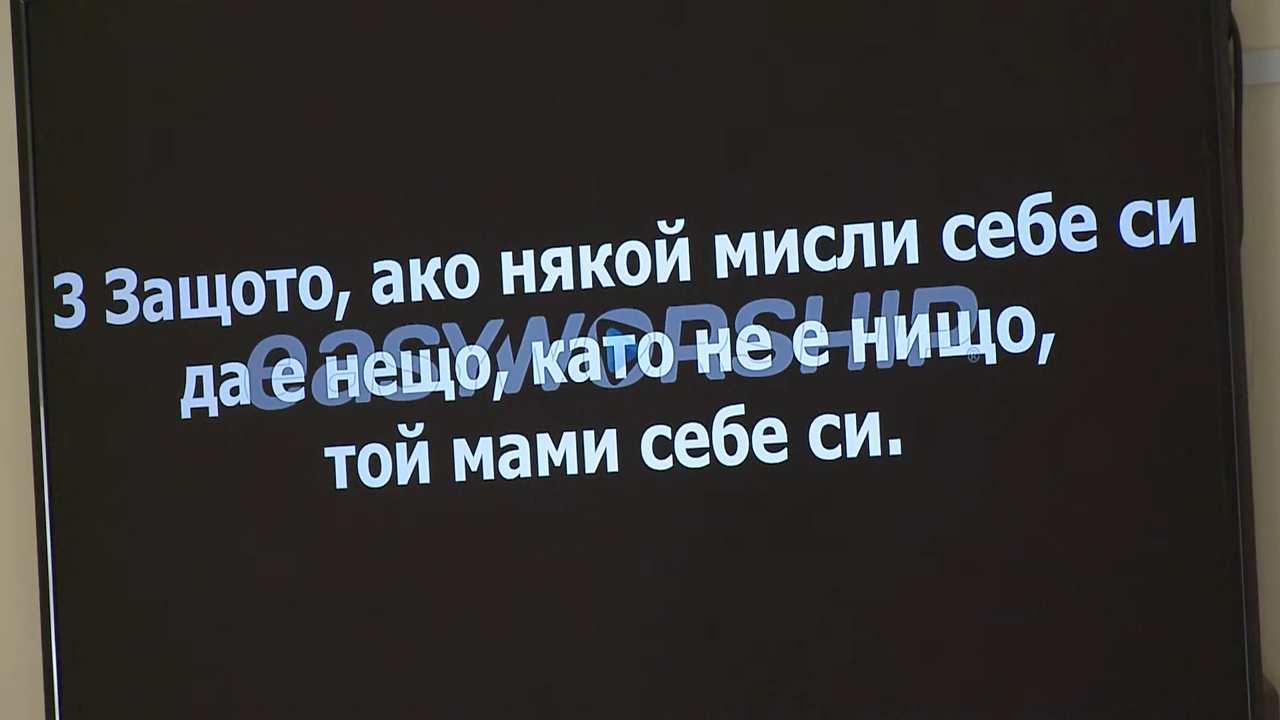 3 Защото, ако някой мисли себе си
да е нещо, като не е нищо,
той мами себе си.
easyworship®